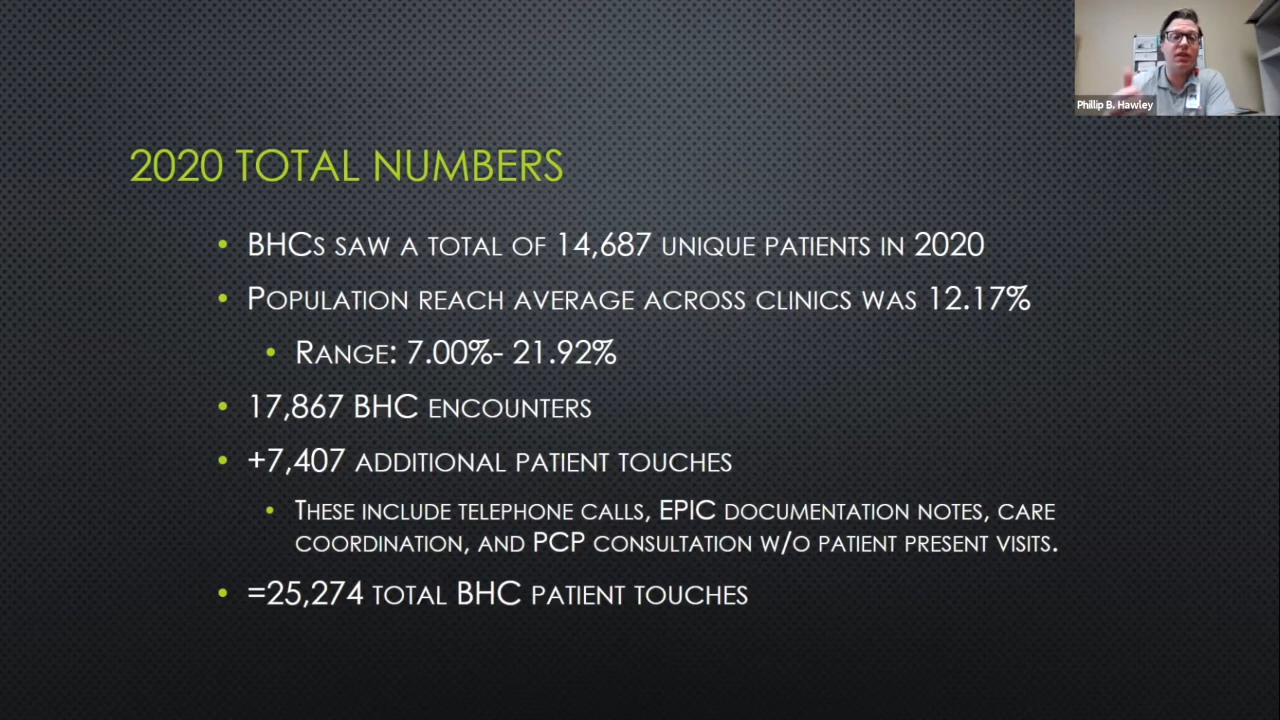 Phillip B. Hawley
2020 TOTAL NUMBERS
• BHCS SAW A TOTAL OF 14,687 UNIQUE PATIENTS IN 2020
• POPULATION REACH AVERAGE ACROSS CLINICS WAS 12.17%
• RANGE: 7.00%- 21.92%
• 17,867 BHC ENCOUNTERS
• +7,407 ADDITIONAL PATIENT TOUCHES
• THESE INCLUDE TELEPHONE CALLS, EPIC DOCUMENTATION NOTES, CARE
COORDINATION, AND PCP CONSULTATION W/O PATIENT PRESENT VISITS.
• =25,274 TOTAL BHC PATIENT TOUCHES